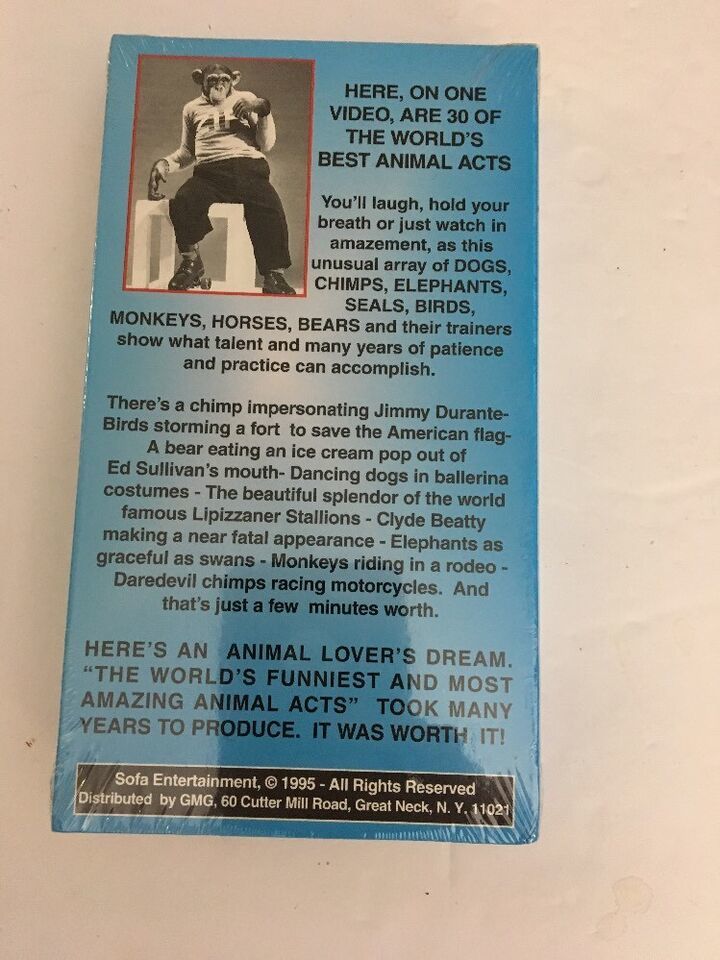 HERE, ON ONE
VIDEO, ARE 30 OF
THE WORLD'S
BEST ANIMAL ACTS
You'll laugh, hold your
breath or just watch in
amazement, as this
unusual array of DOGS,
CHIMPS, ELEPHANTS,
SEALS, BIRDS,
MONKEYS, HORSES, BEARS and their trainers
show what talent and many years of patience
and practice can accomplish.
There's a chimp impersonating Jimmy Durante-
Birds storming a fort to save the American flag-
A bear eating an ice cream pop out of
Ed Sullivan's mouth- Dancing dogs in ballerina
costumes - The beautiful splendor of the world
famous Lipizzaner Stallions - Clyde Beatty
making a near fatal appearance - Elephants as
graceful as swans - Monkeys riding in a rodeo -
Daredevil chimps racing motorcycles. And
that's just a few minutes worth.
HERE'S AN ANIMAL LOVER'S DREAM.
"THE WORLD'S FUNNIEST AND MOST
AMAZING ANIMAL ACTS" TOOK MANY
YEARS TO PRODUCE. IT WAS WORTH IT!
Sofa Entertainment, © 1995 - All Rights Reserved
Distributed by GMG, 60 Cutter Mill Road, Great Neck, N. Y. 11021